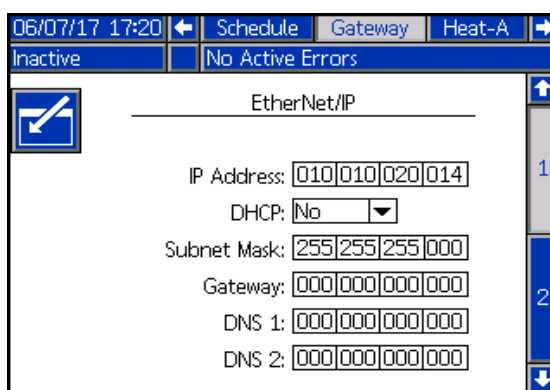 06/07/17 17:20 Schedule Gateway Heat-A
Inactive No Active Errors
EtherNet/IP
IP Address: 010 010 020 014
1
DHCP: No
Subnet Mask: 255 255 255 000
Gateway: 000 000 000 000
2
DNS 1: 000 000 000 000
DNS 2: 000 000 000 000